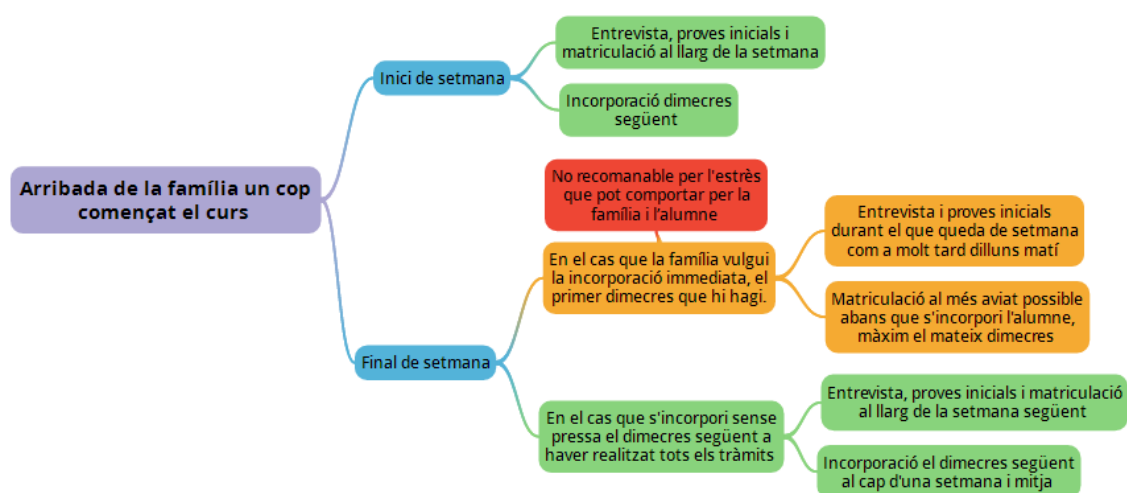 Arribada de la família un cop
començat el curs
Inici de setmana
Entrevista, proves inicials i
matriculació al llarg de la setmana
Incorporació dimecres
següent
Final de setmana
No recomanable per l'estrès
que pot comportar per la
família i l'alumne
En el cas que la família vulgui
la incorporació immediata, el
primer dimecres que hi hagi.
Entrevista i proves inicials
durant el que queda de setmana
com a molt tard dilluns matí
Matriculació al més aviat possible
abans que s'incorpori l'alumne,
màxim el mateix dimecres
En el cas que s'incorpori sense
pressa el dimecres següent a
haver realitzat tots els tràmits
Entrevista, proves inicials i matriculació
al llarg de la setmana següent
Incorporació el dimecres següent
al cap d'una setmana i mitja